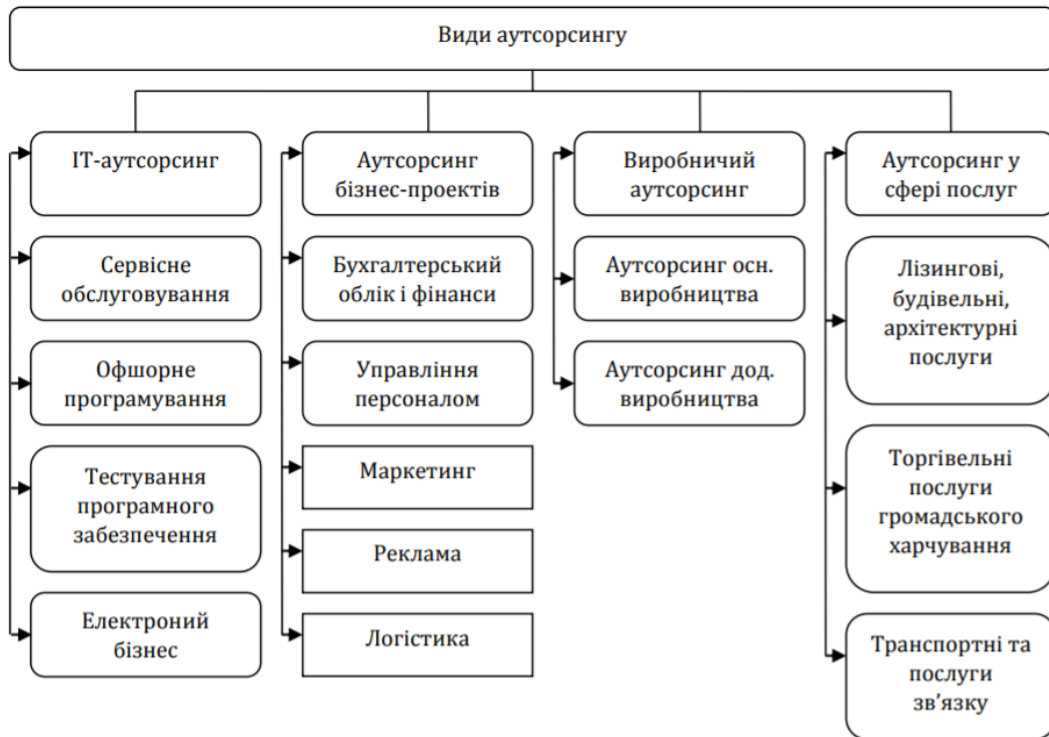 Види аутсорсингу
ІТ-аутсорсинг
Сервісне
обслуговування
Офшорне
програмування
Тестування
програмного
забезпечення
Електроний
бізнес
Аутсорсинг
бізнес-проектів
Бухгалтерський
облік і фінанси
Управління
персоналом
Маркетинг
Реклама
Логістика
Виробничий
аутсорсинг
Аутсорсинг осн.
виробництва
Аутсорсинг дод.
виробництва
Аутсорсинг у
сфері послуг
Лізингові,
будівельні,
архітектурні
послуги
Торгівельні
послуги
громадського
харчування
Транспортні та
послуги
зв’язку